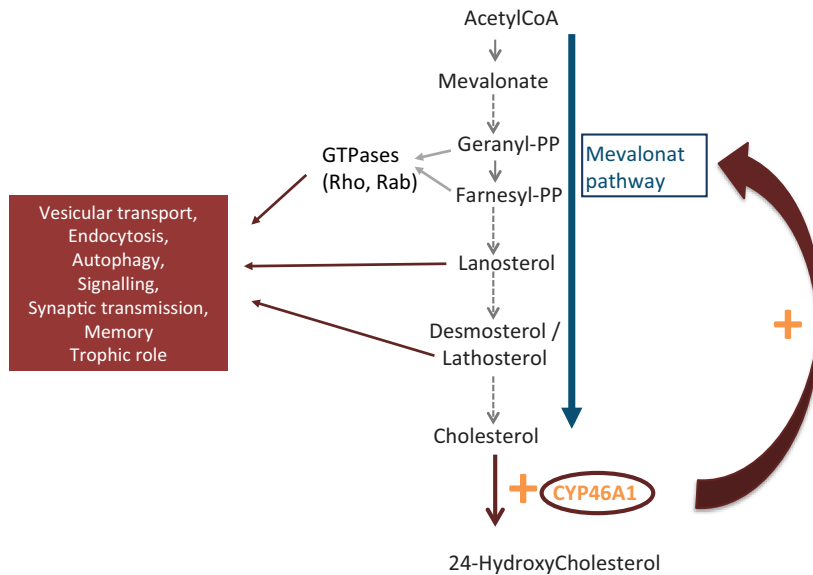 AcetylCoA
Mevalonate
Geranyl-PP
GTPases
(Rho, Rab)
Farnesyl-PP
Mevalonat
pathway
Vesicular transport,
Endocytosis,
Autophagy,
Signalling,
Synaptic transmission,
Memory
Trophic role
Lanosterol
Desmosterol /
Lathosterol
+
Cholesterol
+
CYP46A1
24-HydroxyCholesterol